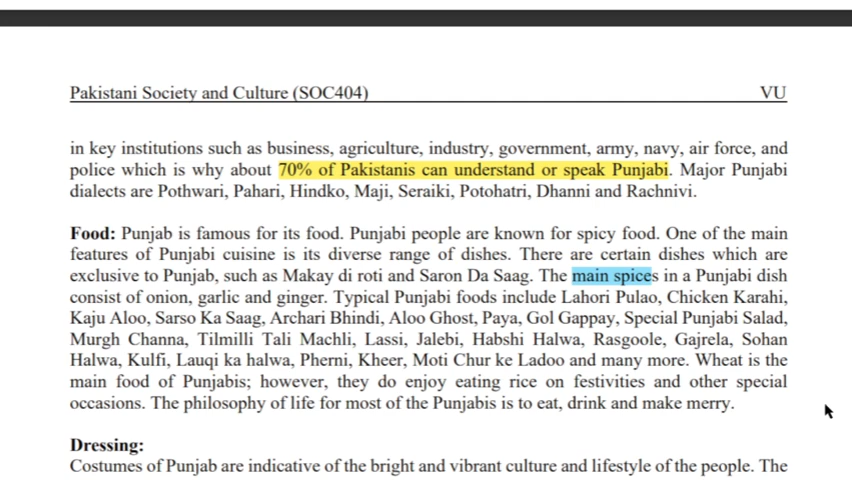 Pakistani Society and Culture (SOC404) VU
in key institutions such as business, agriculture, industry, government, army, navy, air force, and
police which is why about 70% of Pakistanis can understand or speak Punjabi. Major Punjabi
dialects are Pothwari, Pahari, Hindko, Maji, Seraiki, Potohatri, Dhanni and Rachnivi.
Food: Punjab is famous for its food. Punjabi people are known for spicy food. One of the main
features of Punjabi cuisine is its diverse range of dishes. There are certain dishes which are
exclusive to Punjab, such as Makay di roti and Saron Da Saag. The main spices in a Punjabi dish
consist of onion, garlic and ginger. Typical Punjabi foods include Lahori Pulao, Chicken Karahi,
Kaju Aloo, Sarso Ka Saag, Archari Bhindi, Aloo Ghost, Paya, Gol Gappay, Special Punjabi Salad,
Murgh Channa, Tilmilli Tali Machli, Lassi, Jalebi, Habshi Halwa, Rasgoole, Gajrela, Sohan
Halwa, Kulfi, Lauqi ka halwa, Pherni, Kheer, Moti Chur ke Ladoo and many more. Wheat is the
main food of Punjabis; however, they do enjoy eating rice on festivities and other special
occasions. The philosophy of life for most of the Punjabis is to eat, drink and make merry.
Dressing:
Costumes of Punjab are indicative of the bright and vibrant culture and lifestyle of the people. The